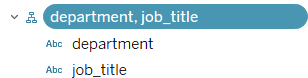 department, job_title
Abc department
Abc job_title